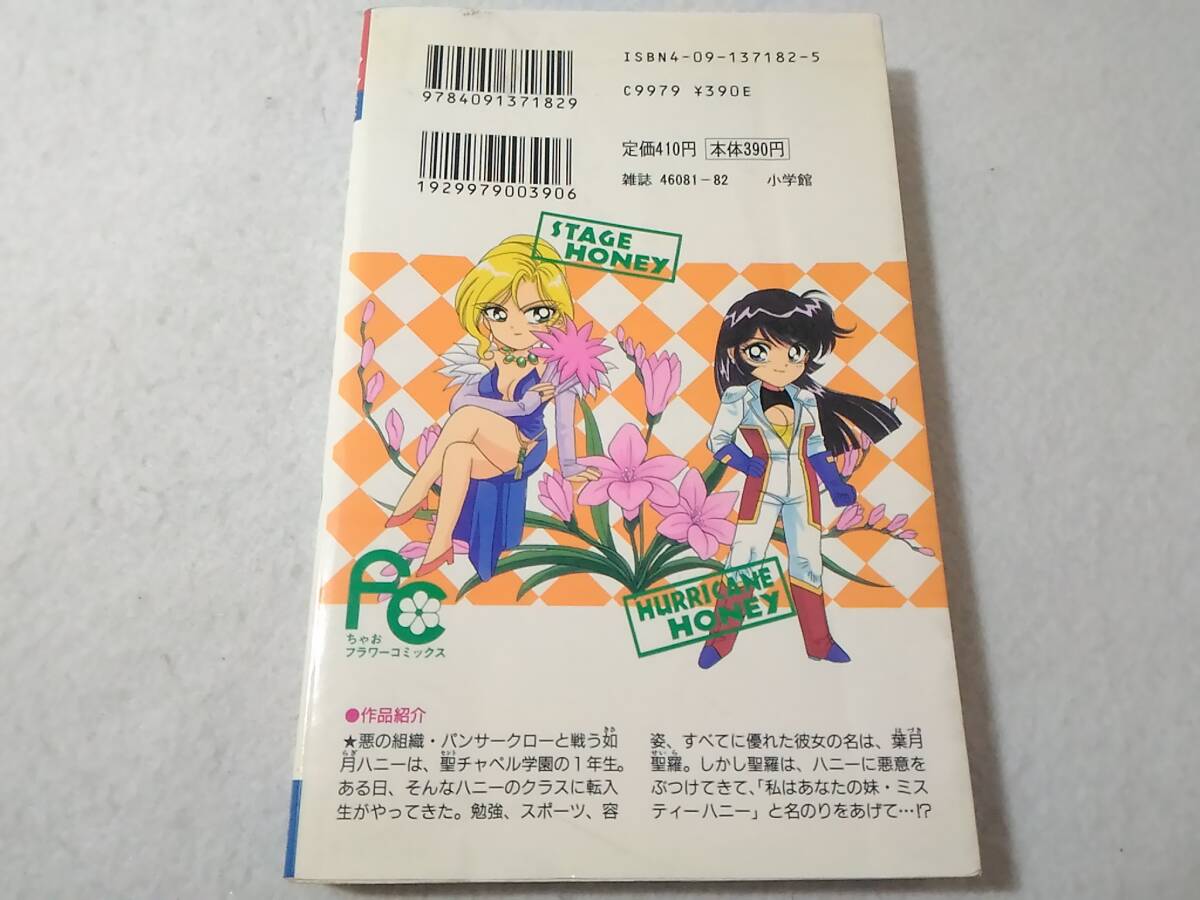 ISBN4-09-137182-5
9784091371829
C9979 ¥390E
1929979003906
定価410円 本体390円
雑誌 46081-82 小学館
STAGE
HONEY
HURRICANE
HONEY
FC
ちゃお
フラワーコミックス
●作品紹介
★悪の組織・パンサークローと戦う如
月ハニーは、聖チャペル学園の1年生。
ある日、そんなハニーのクラスに転入
生がやってきた。勉強、スポーツ、容
姿、すべてに優れた彼女の名は、葉月
聖羅。しかし聖羅は、ハニーに悪意を
ぶつけてきて、「私はあなたの妹・ミス
ティーハニー」と名のりをあげて…!?